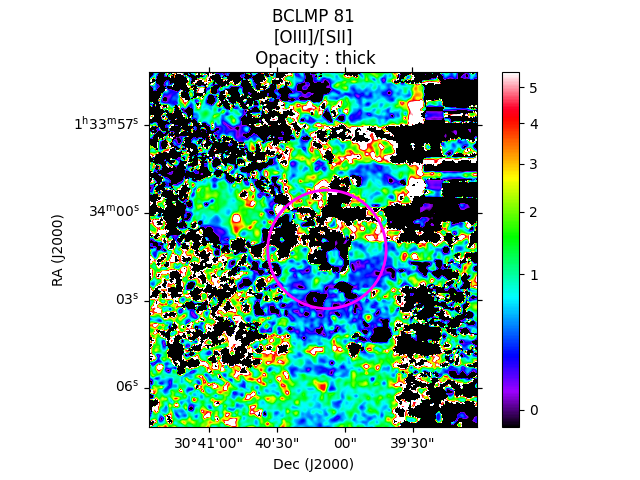 BCLMP 81
[OIII]/[SII]
Opacity : thick
1ʰ33ᵐ57ˢ
34ᵐ00ˢ
03ˢ
06ˢ
RA (J2000)
30°41'00" 40'30" 00" 39'30"
Dec (J2000)
5
4
3
2
1
0